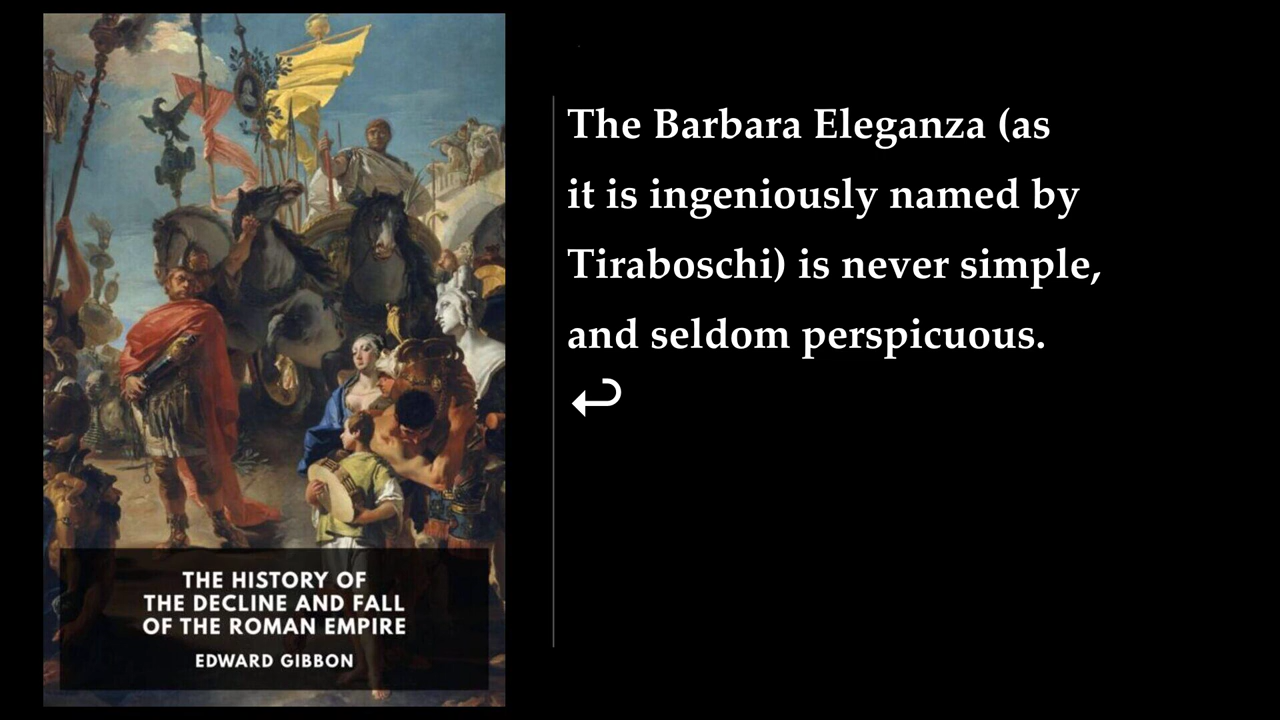 THE HISTORY OF
THE DECLINE AND FALL
OF THE ROMAN EMPIRE
EDWARD GIBBON
The Barbara Eleganza (as
it is ingeniously named by
Tiraboschi) is never simple,
and seldom perspicuous.
↩